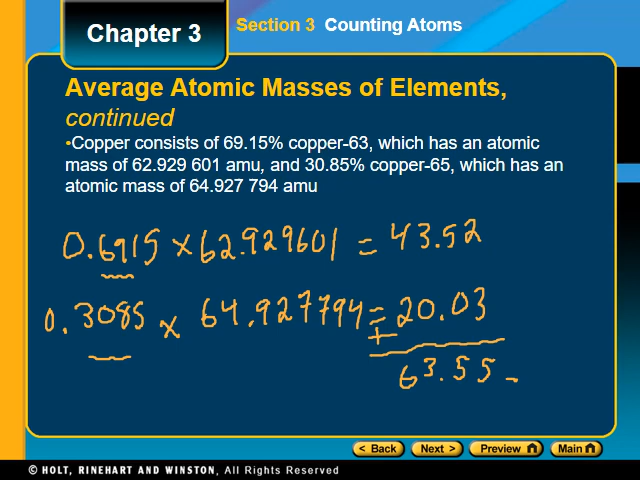 Chapter 3
Section 3 Counting Atoms
Average Atomic Masses of Elements,
continued
•Copper consists of 69.15% copper-63, which has an atomic
mass of 62.929 601 amu, and 30.85% copper-65, which has an
atomic mass of 64.927 794 amu
0.6915 × 62.929601 = 43.52
0.3085 × 64.927794 = 20.03
+
63.55
< Back Next > Preview Main
© HOLT, RINEHART AND WINSTON, All Rights Reserved